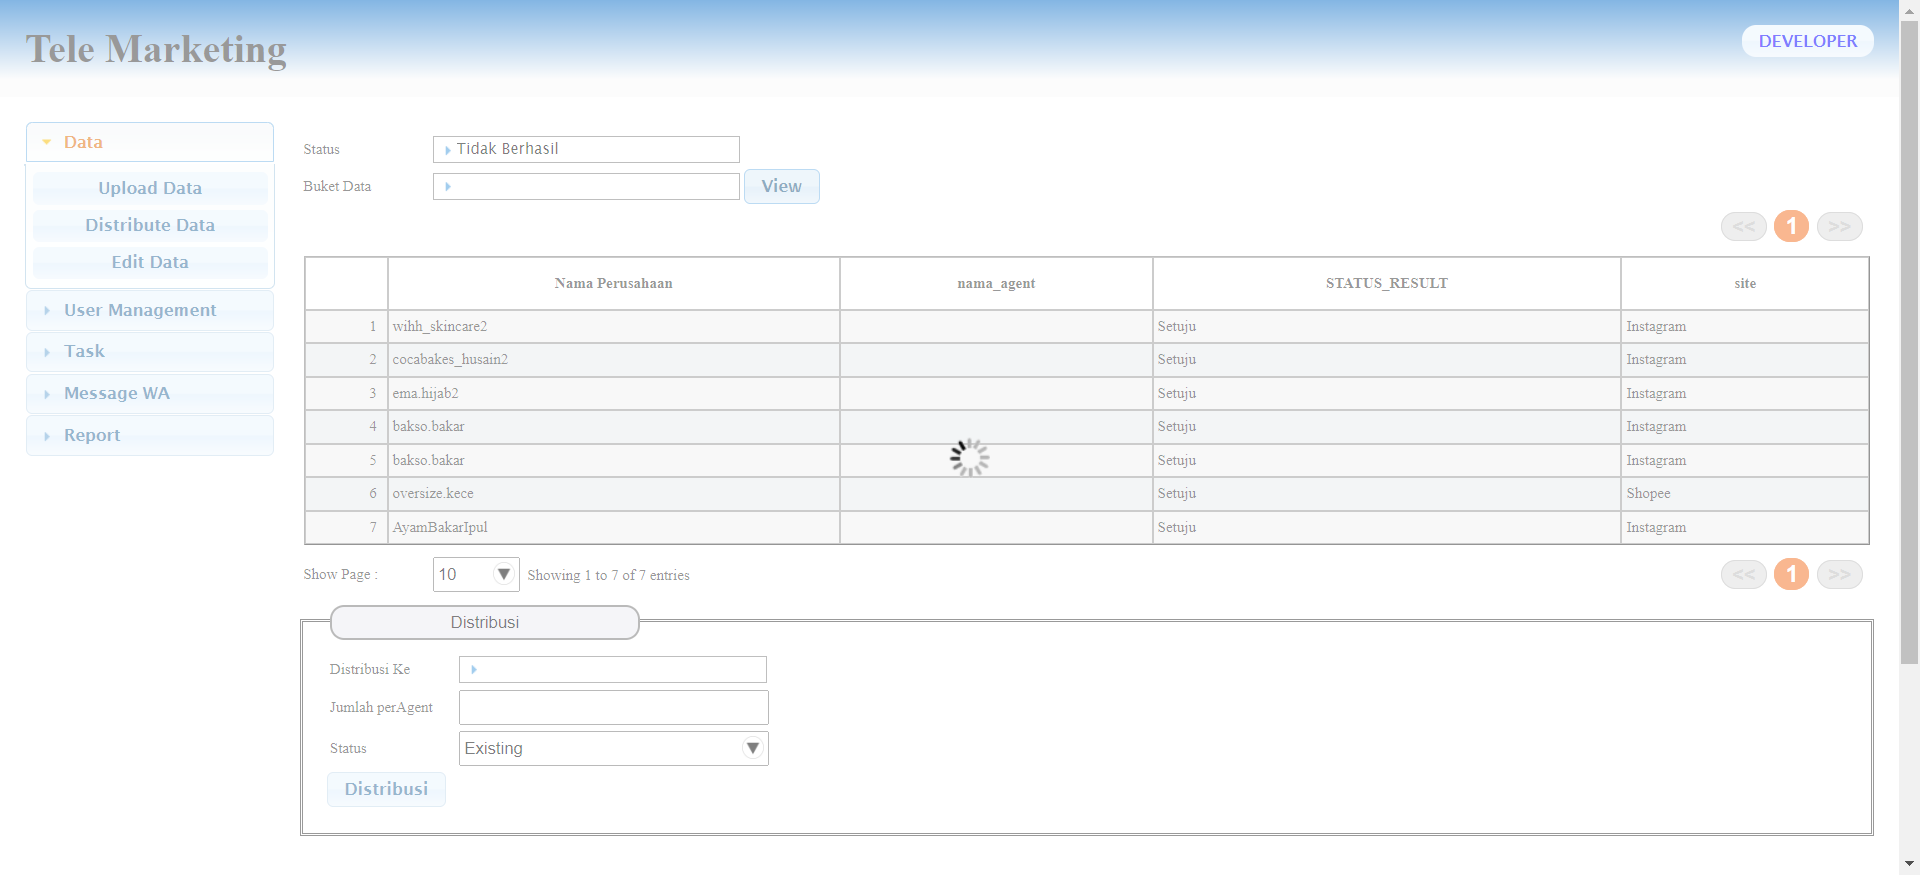 Tele Marketing
DEVELOPER
Data
Upload Data
Distribute Data
Edit Data
User Management
Task
Message WA
Report
Status Tidak Berhasil
Buket Data View
<< 1 >>
Nama Perusahaan nama_agent STATUS_RESULT site
1 wihh_skincare2 Setuju Instagram
2 cocabakes_husain2 Setuju Instagram
3 ema.hijab2 Setuju Instagram
4 bakso.bakar Setuju Instagram
5 bakso.bakar Setuju Instagram
6 oversize.kece Setuju Shopee
7 AyamBakarIpul Setuju Instagram
Show Page : 10 Showing 1 to 7 of 7 entries
<< 1 >>
Distribusi
Distribusi Ke
Jumlah perAgent
Status Existing
Distribusi